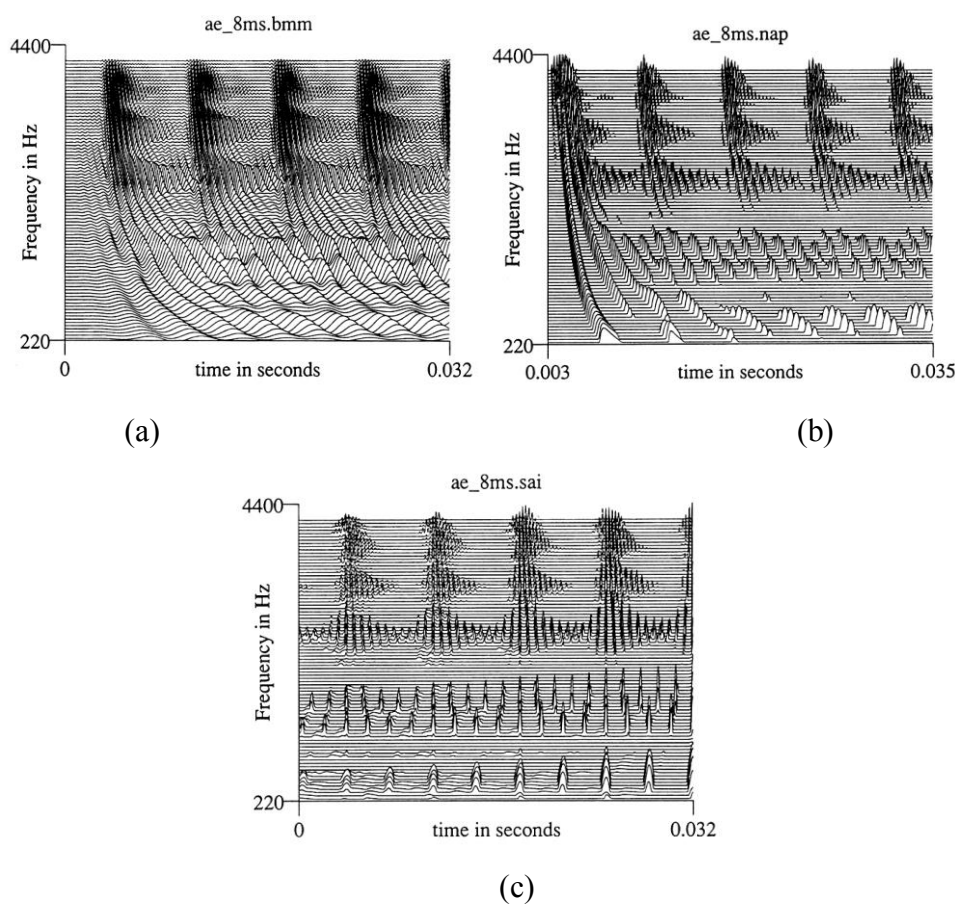 ae_8ms.bmm
4400
Frequency in Hz
220
0
time in seconds
0.032
(a)
ae_8ms.nap
4400
Frequency in Hz
220
0.003
time in seconds
0.035
(b)
ae_8ms.sai
4400
Frequency in Hz
220
0
time in seconds
0.032
(c)